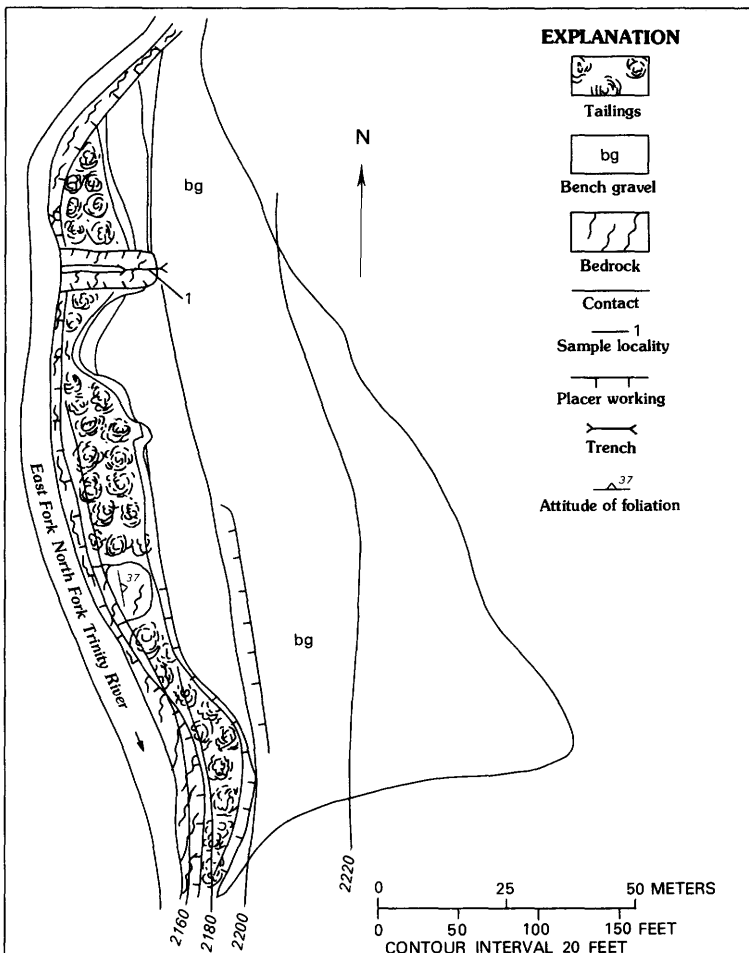 EXPLANATION
Tailings
bg
Bench gravel
Bedrock
Contact
1
Sample locality
Placer working
Trench
37
Attitude of foliation
N
bg
1
37
bg
East Fork North Fork Trinity River
2160
2180
2200
2220
0 25 50 METERS
0 50 100 150 FEET
CONTOUR INTERVAL 20 FEET